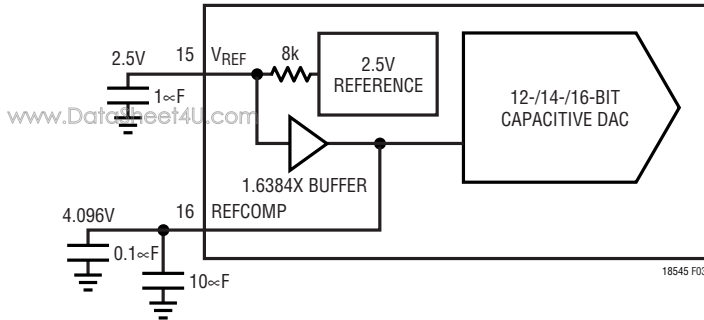 2.5V
15
VREF
8k
2.5V
REFERENCE
1∝F
www.DataSheet4U.com
12-/14-/16-BIT
CAPACITIVE DAC
1.6384X BUFFER
4.096V
16
REFCOMP
0.1∝F
10∝F
18545 F03